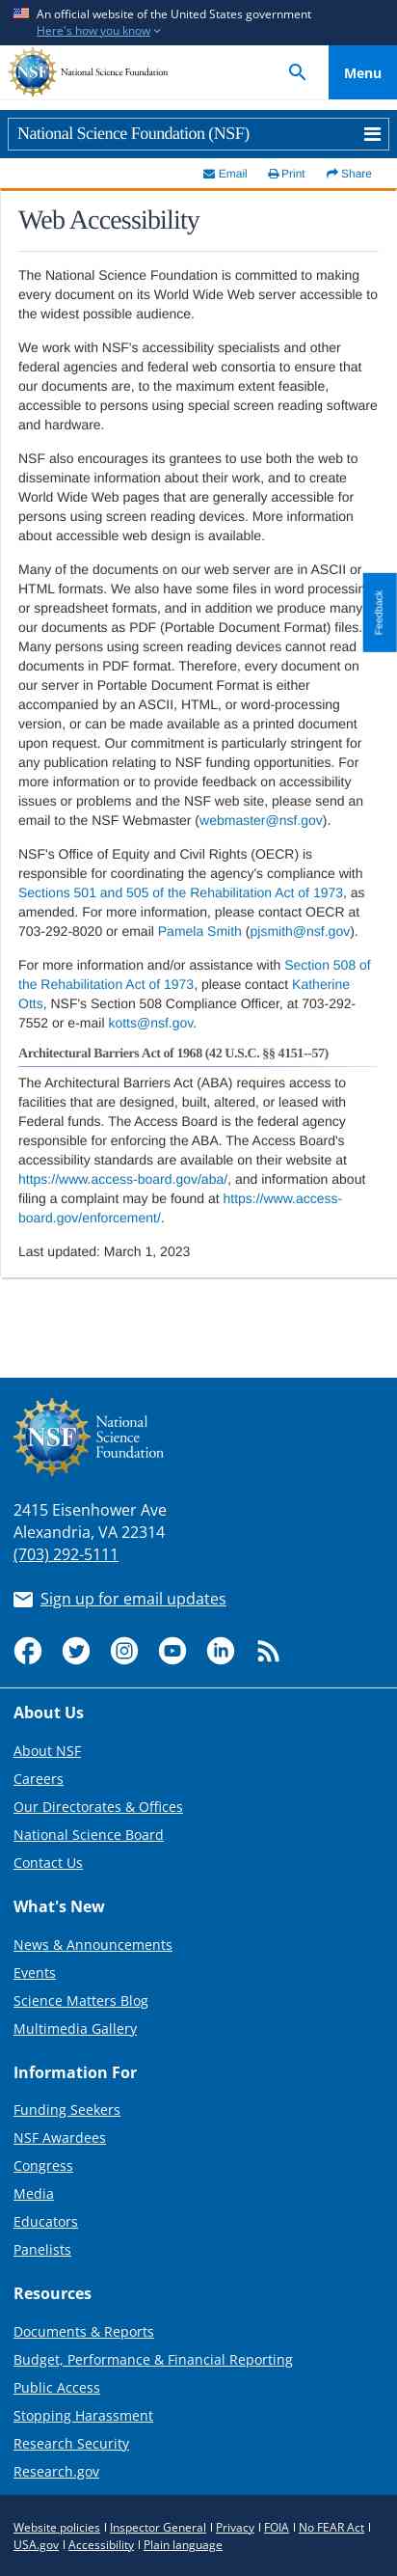 An official website of the United States government
Here's how you know
NSF National Science Foundation
Menu
National Science Foundation (NSF)
Email Print Share
Web Accessibility
The National Science Foundation is committed to making
every document on its World Wide Web server accessible to
the widest possible audience.
We work with NSF's accessibility specialists and other
federal agencies and federal web consortia to ensure that
our documents are, to the maximum extent feasible,
accessible to persons using special screen reading software
and hardware.
NSF also encourages its grantees to use both the web to
disseminate information about their work, and to create
World Wide Web pages that are generally accessible for
persons using screen reading devices. More information
about accessible web design is available.
Many of the documents on our web server are in ASCII or
HTML formats. We also have some files in word processin
or spreadsheet formats, and in addition we produce many
our documents as PDF (Portable Document Format) files.
Many persons using screen reading devices cannot read
documents in PDF format. Therefore, every document on
our server in Portable Document Format is either
accompanied by an ASCII, HTML, or word-processing
version, or can be made available as a printed document
upon request. Our commitment is particularly stringent for
any publication relating to NSF funding opportunities. For
more information or to provide feedback on accessibility
issues or problems and the NSF web site, please send an
email to the NSF Webmaster (webmaster@nsf.gov).
Feedback
NSF's Office of Equity and Civil Rights (OECR) is
responsible for coordinating the agency's compliance with
Sections 501 and 505 of the Rehabilitation Act of 1973, as
amended. For more information, please contact OECR at
703-292-8020 or email Pamela Smith (pjsmith@nsf.gov).
For more information and/or assistance with Section 508 of
the Rehabilitation Act of 1973, please contact Katherine
Otts, NSF's Section 508 Compliance Officer, at 703-292-
7552 or e-mail kotts@nsf.gov.
Architectural Barriers Act of 1968 (42 U.S.C. §§ 4151--57)
The Architectural Barriers Act (ABA) requires access to
facilities that are designed, built, altered, or leased with
Federal funds. The Access Board is the federal agency
responsible for enforcing the ABA. The Access Board's
accessibility standards are available on their website at
https://www.access-board.gov/aba/, and information about
filing a complaint may be found at https://www.access-
board.gov/enforcement/.
Last updated: March 1, 2023
NSF
National
Science
Foundation
2415 Eisenhower Ave
Alexandria, VA 22314
(703) 292-5111
Sign up for email updates
About Us
About NSF
Careers
Our Directorates & Offices
National Science Board
Contact Us
What's New
News & Announcements
Events
Science Matters Blog
Multimedia Gallery
Information For
Funding Seekers
NSF Awardees
Congress
Media
Educators
Panelists
Resources
Documents & Reports
Budget, Performance & Financial Reporting
Public Access
Stopping Harassment
Research Security
Research.gov
Website policies | Inspector General | Privacy | FOIA | No FEAR Act |
USA.gov | Accessibility | Plain language